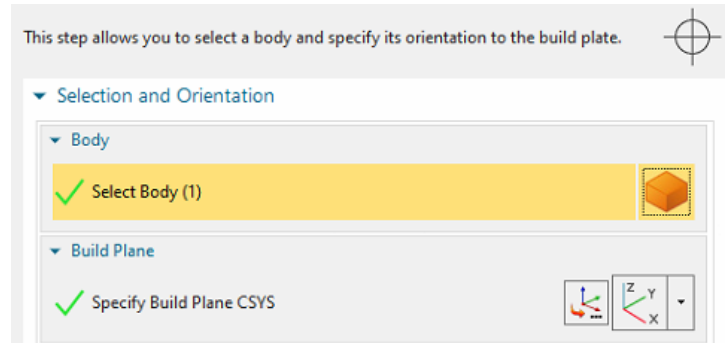 This step allows you to select a body and specify its orientation to the build plate.
Selection and Orientation
Body
Select Body (1)
Build Plane
Specify Build Plane CSYS
Z Y
X